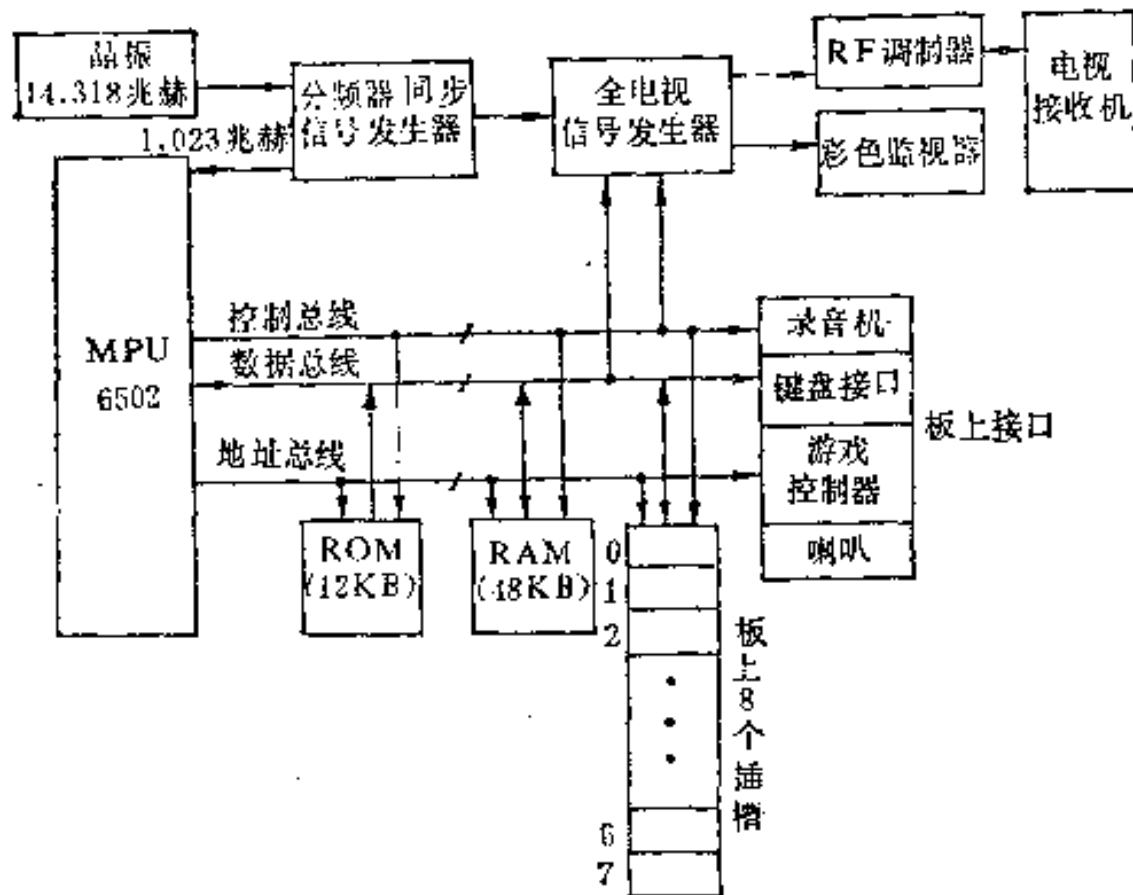 晶振
14.318兆赫
分频器同步
信号发生器
1.023兆赫
全电视
信号发生器
RF调制器
彩色监视器
电视
接收机
MPU
6502
控制总线
数据总线
地址总线
ROM
(12KB)
RAM
(48KB)
录音机
键盘接口
游戏
控制器
喇叭
板上接口
0
1
2
6
7
板上8个插槽